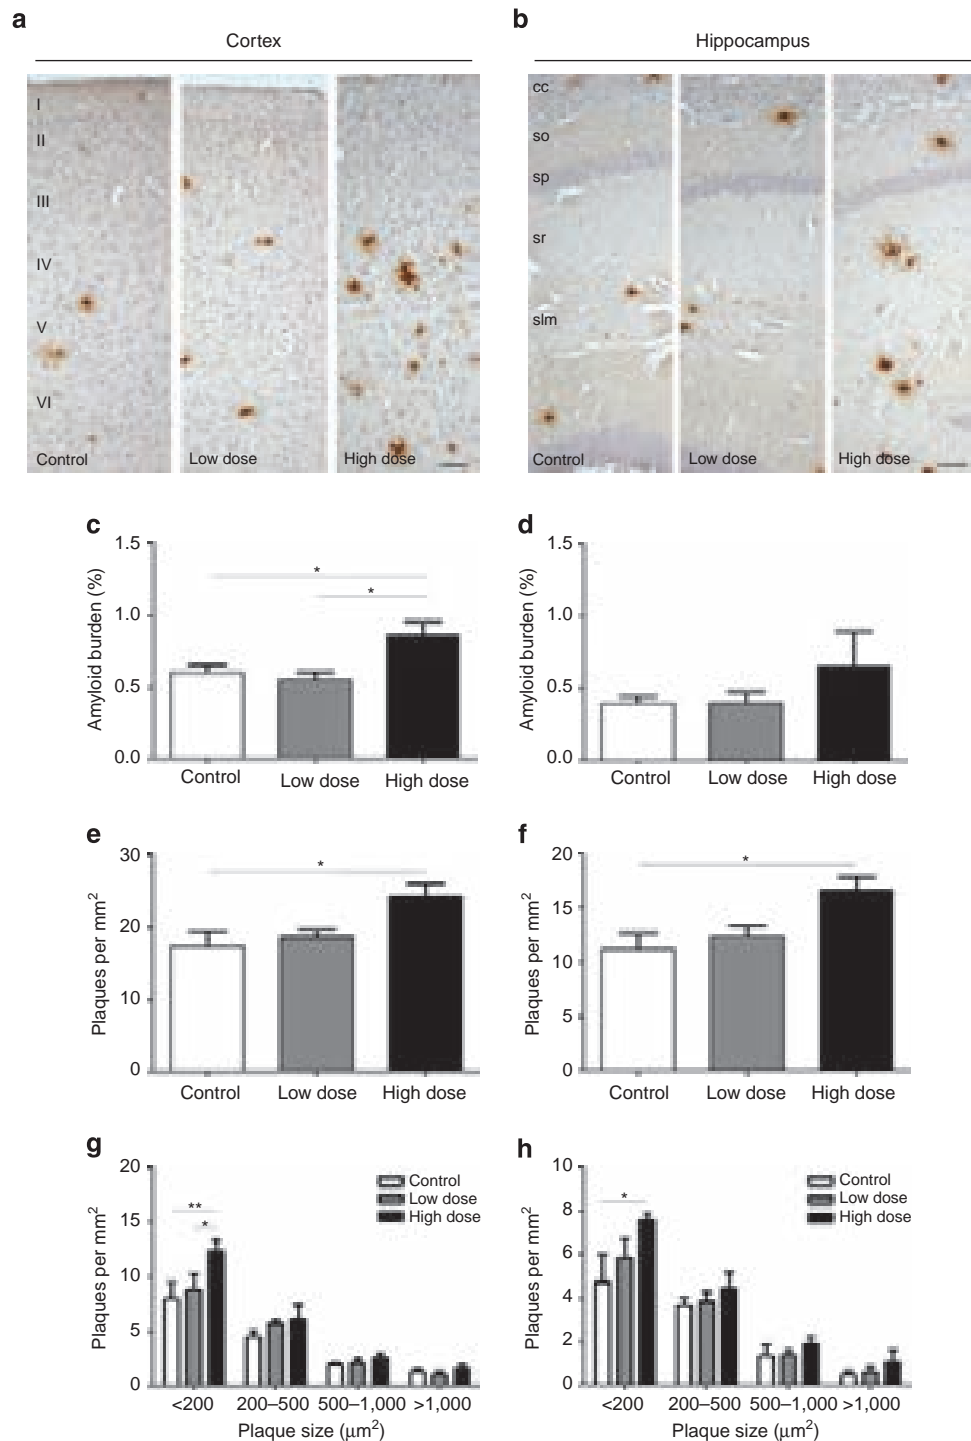 a
Cortex
I
II
III
IV
V
VI
Control
Low dose
High dose
b
Hippocampus
cc
so
sp
sr
slm
Control
Low dose
High dose
c
Amyloid burden (%)
1.5
1.0
0.5
0.0
*
*
Control
Low dose
High dose
d
Amyloid burden (%)
1.5
1.0
0.5
0.0
Control
Low dose
High dose
e
Plaques per mm²
30
20
10
0
*
Control
Low dose
High dose
f
Plaques per mm²
20
15
10
5
0
*
Control
Low dose
High dose
g
Plaques per mm²
20
15
10
5
0
**
*
Control
Low dose
High dose
<200 200–500 500–1,000 >1,000
Plaque size (μm²)
h
Plaques per mm²
10
8
6
4
2
0
*
Control
Low dose
High dose
<200 200–500 500–1,000 >1,000
Plaque size (μm²)